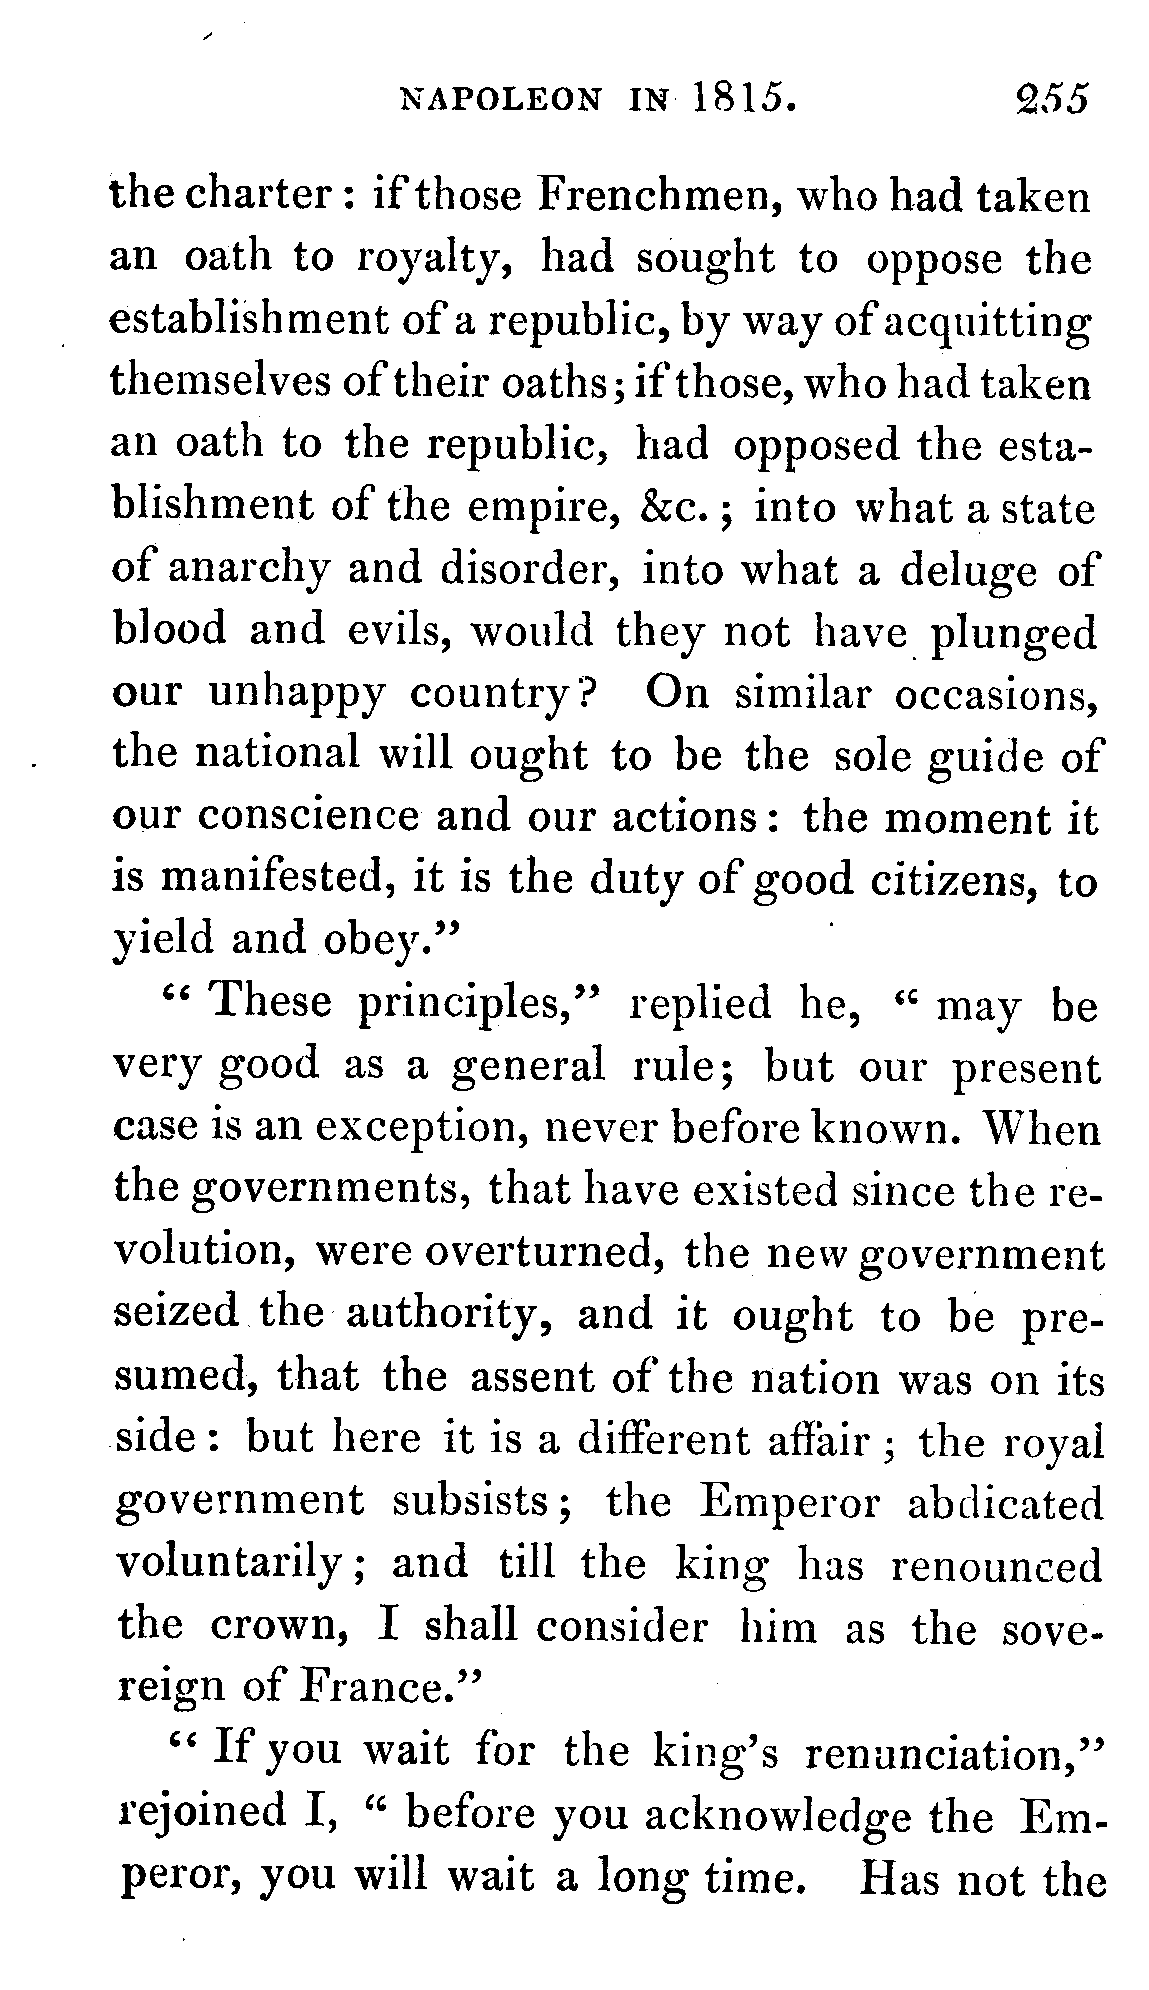 NAPOLEON IN 1815. 255
the charter : if those Frenchmen, who had taken
an oath to royalty, had sought to oppose the
establishment of a republic, by way of acquitting
themselves of their oaths; if those, who had taken
an oath to the republic, had opposed the esta-
blishment of the empire, &c. ; into what a state
of anarchy and disorder, into what a deluge of
blood and evils, would they not have plunged
our unhappy country? On similar occasions,
the national will ought to be the sole guide of
our conscience and our actions : the moment it
is manifested, it is the duty of good citizens, to
yield and obey.”
“ These principles,” replied he, “ may be
very good as a general rule; but our present
case is an exception, never before known. When
the governments, that have existed since the re-
volution, were overturned, the new government
seized the authority, and it ought to be pre-
sumed, that the assent of the nation was on its
side : but here it is a different affair ; the royal
government subsists; the Emperor abdicated
voluntarily; and till the king has renounced
the crown, I shall consider him as the sove-
reign of France.”
“ If you wait for the king’s renunciation,”
rejoined I, “ before you acknowledge the Em-
peror, you will wait a long time. Has not the